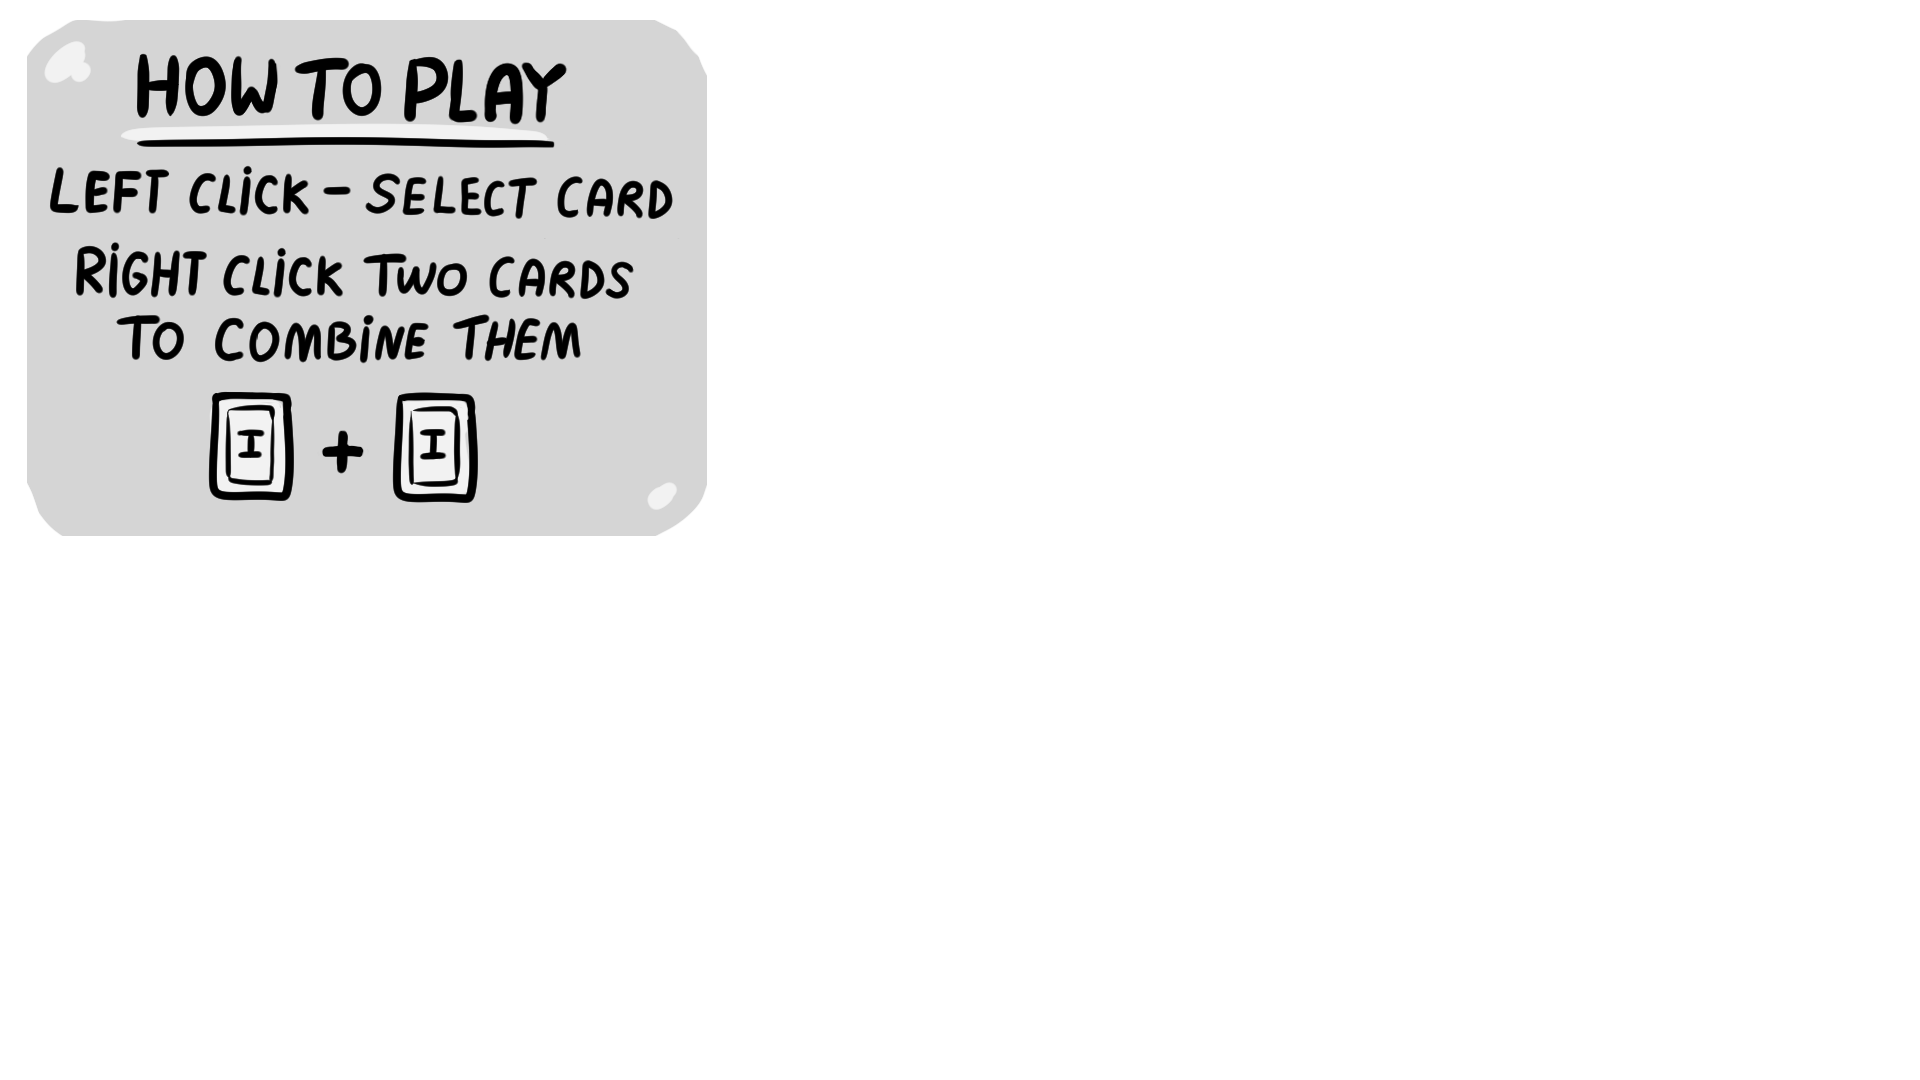 HOW TO PLAY
LEFT CLICK - SELECT CARD
RIGHT CLICK TWO CARDS
TO COMBINE THEM
I + I